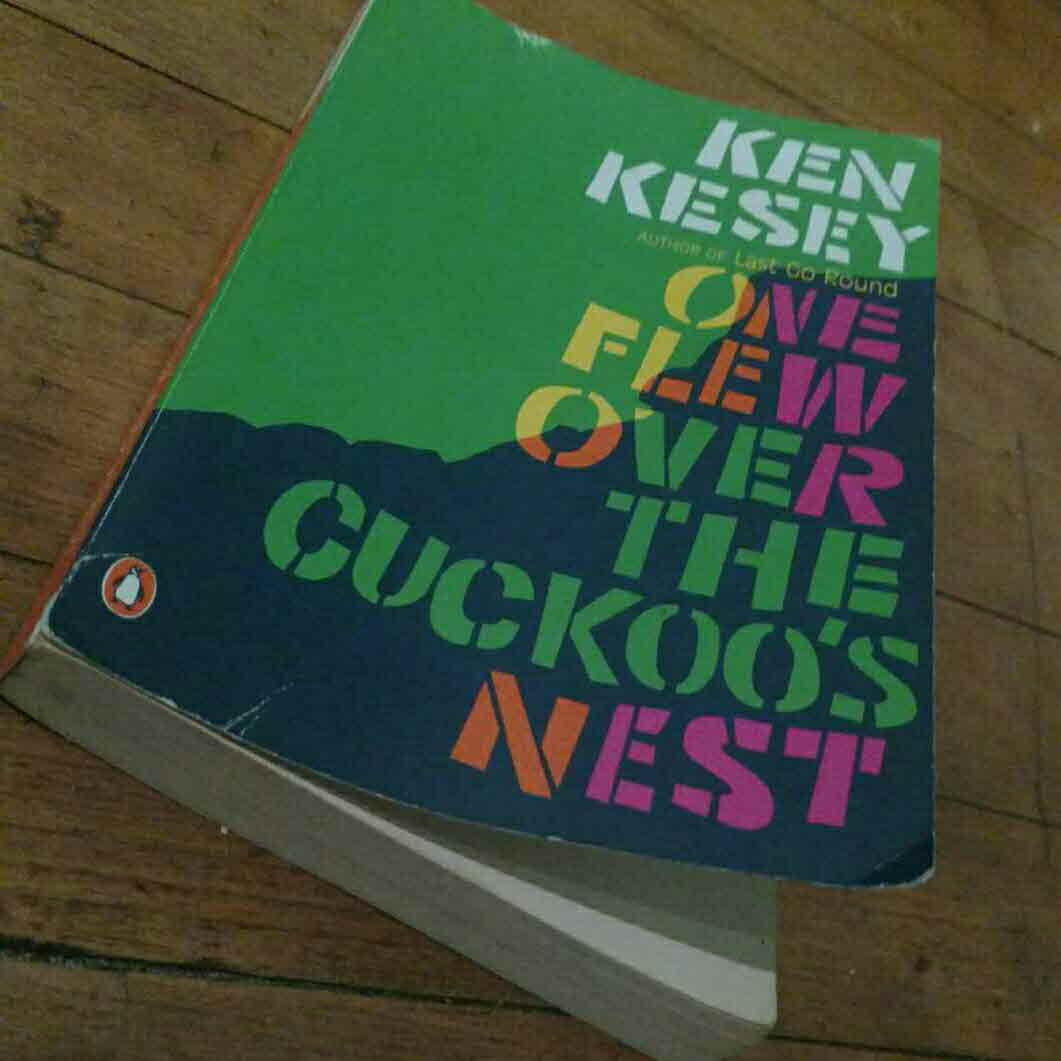 KEN
KESEY
AUTHOR OF Last Go Round
ONE
FLEW
OVER
THE
CUCKOO'S
NEST